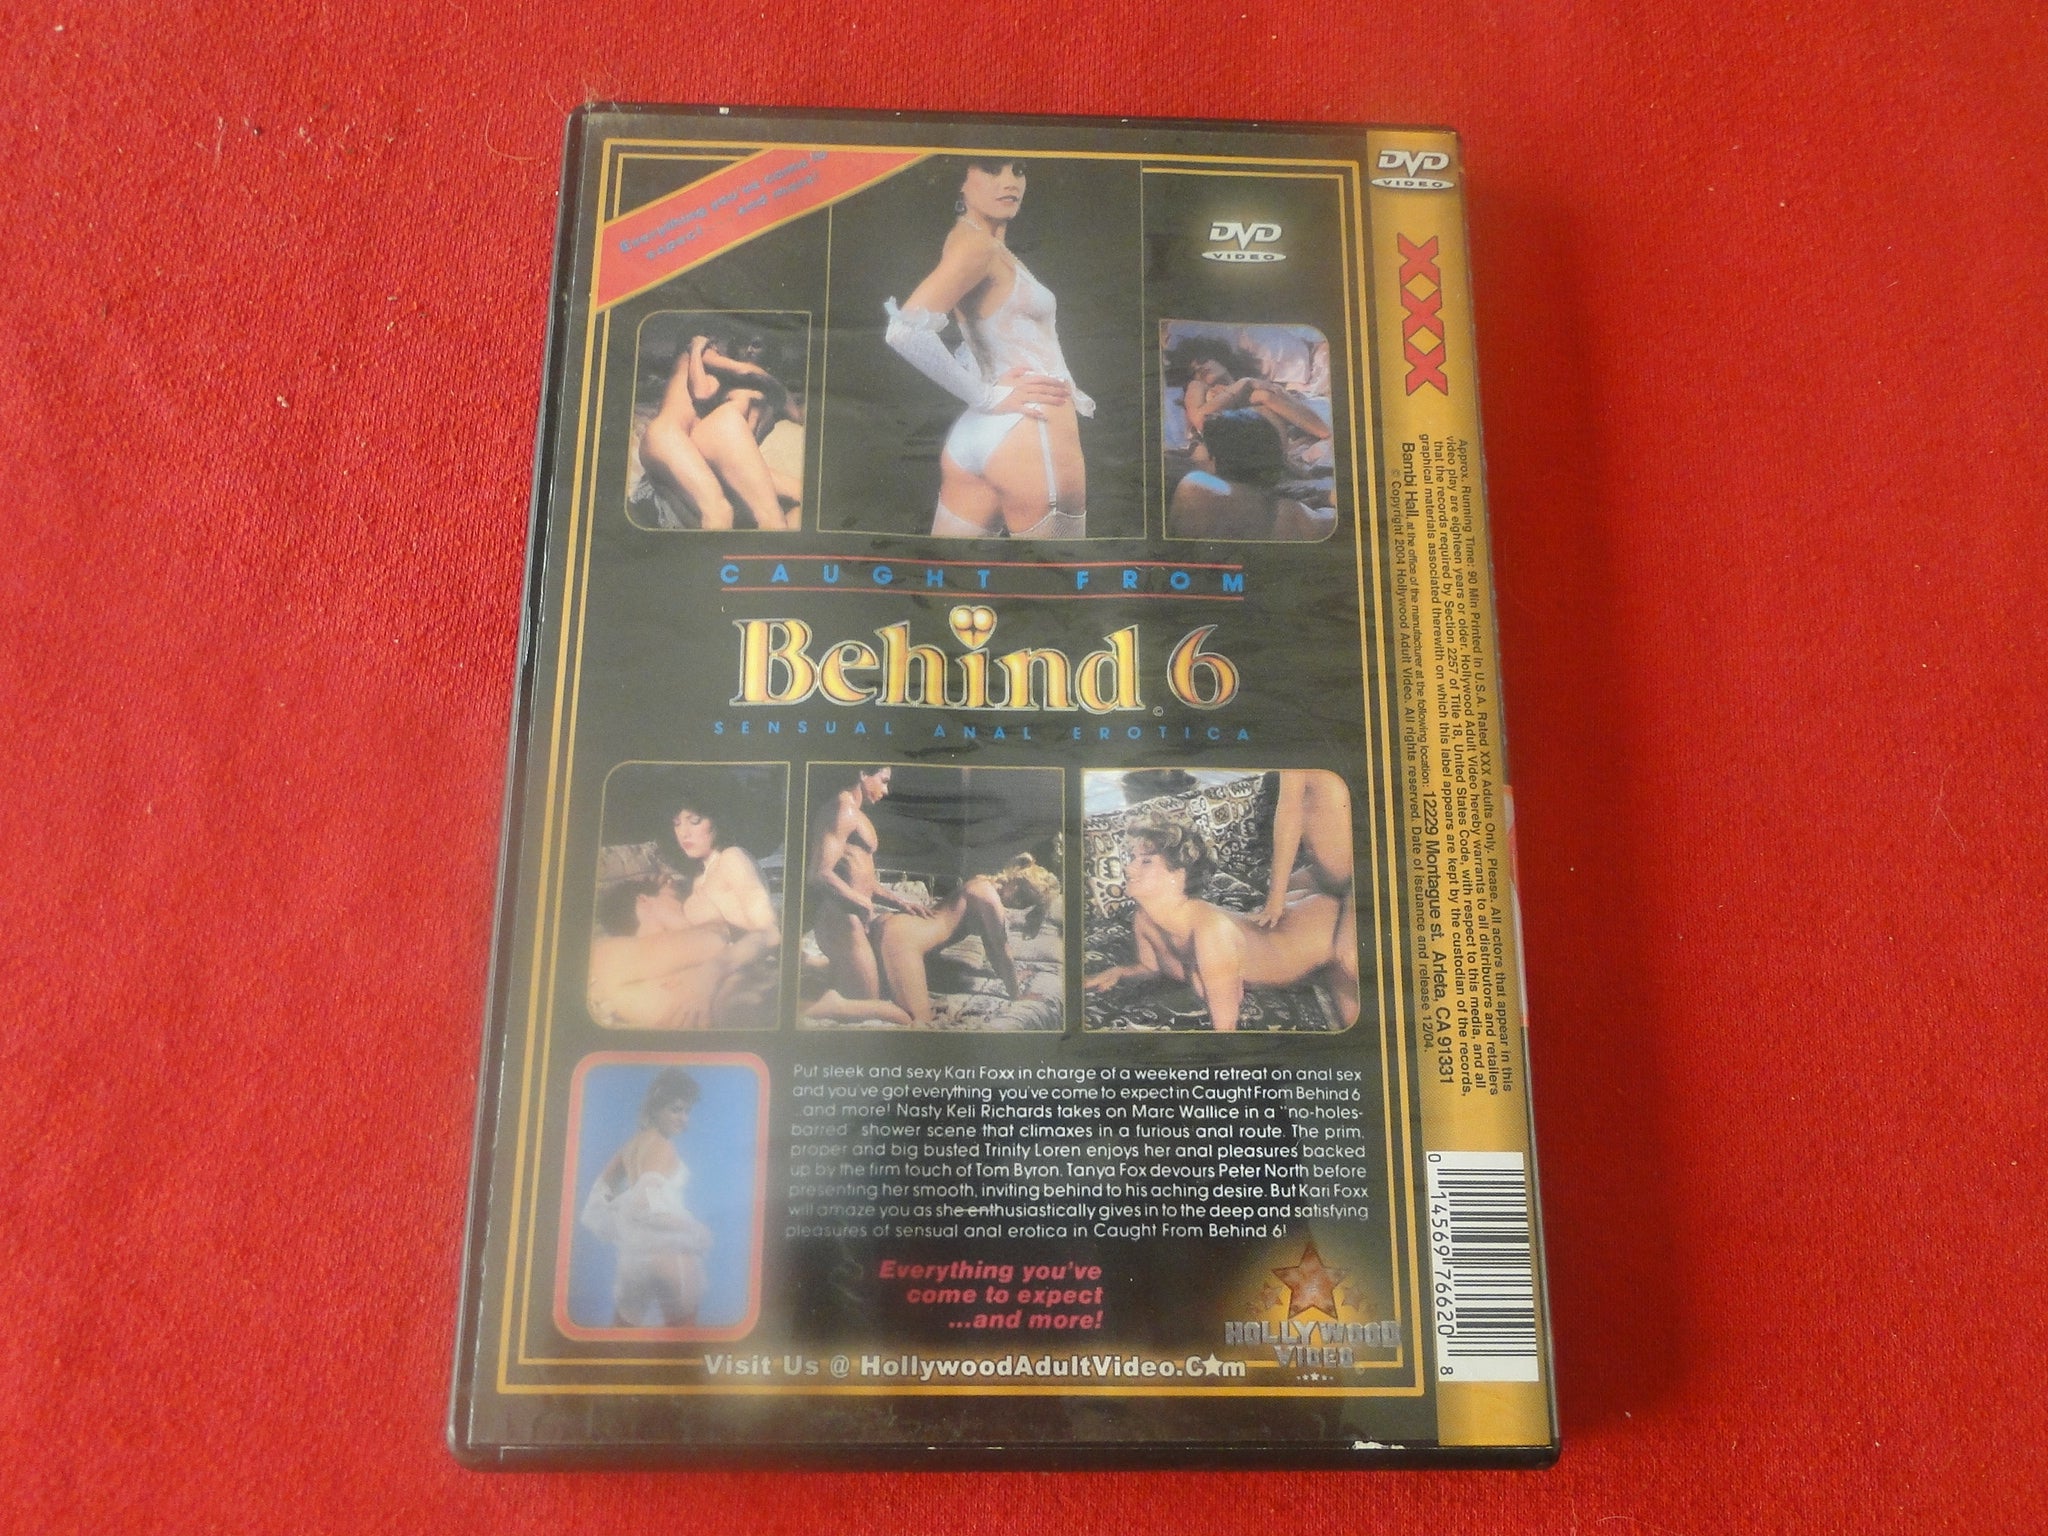 Everything you've come to
expect!
and more!
DVD
VIDEO
CAUGHT FROM
Behind 6
©
SENSUAL ANAL EROTICA
Put sleek and sexy Kari Foxx in charge of a weekend retreat on anal sex
and you've got everything you've come to expect in Caught From Behind 6
...and more! Nasty Keli Richards takes on Marc Wallice in a "no-holes-
barred" shower scene that climaxes in a furious anal route. The prim,
proper and big busted Trinity Loren enjoys her anal pleasures backed
up by the firm touch of Tom Byron. Tanya Fox devours Peter North before
presenting her smooth, inviting behind to his aching desire. But Kari Foxx
will amaze you as she enthusiastically gives in to the deep and satisfying
pleasures of sensual anal erotica in Caught From Behind 6!
Everything you've
come to expect
...and more!
HOLLYWOOD
VIDEO
Visit Us @ HollywoodAdultVideo.Com
DVD
VIDEO
XXX
Approx. Running Time: 90 Min Printed in U.S.A. Rated XXX Adults Only. Please. All actors that appear in this
video play are eighteen years or older. Hollywood Adult Video hereby warrants to all distributors and retailers
that the records required by Section 2257 of Title 18, United States Code, with respect to this media, and all
graphical materials associated therewith on which this label appears are kept by the custodian of the records,
Bambi Hall, at the office of the manufacturer at the following location: 12229 Montague st. Arleta, CA 91331
© Copyright 2004 Hollywood Adult Video. All rights reserved. Date of issuance and release 12/04.
0 14569 76620 8